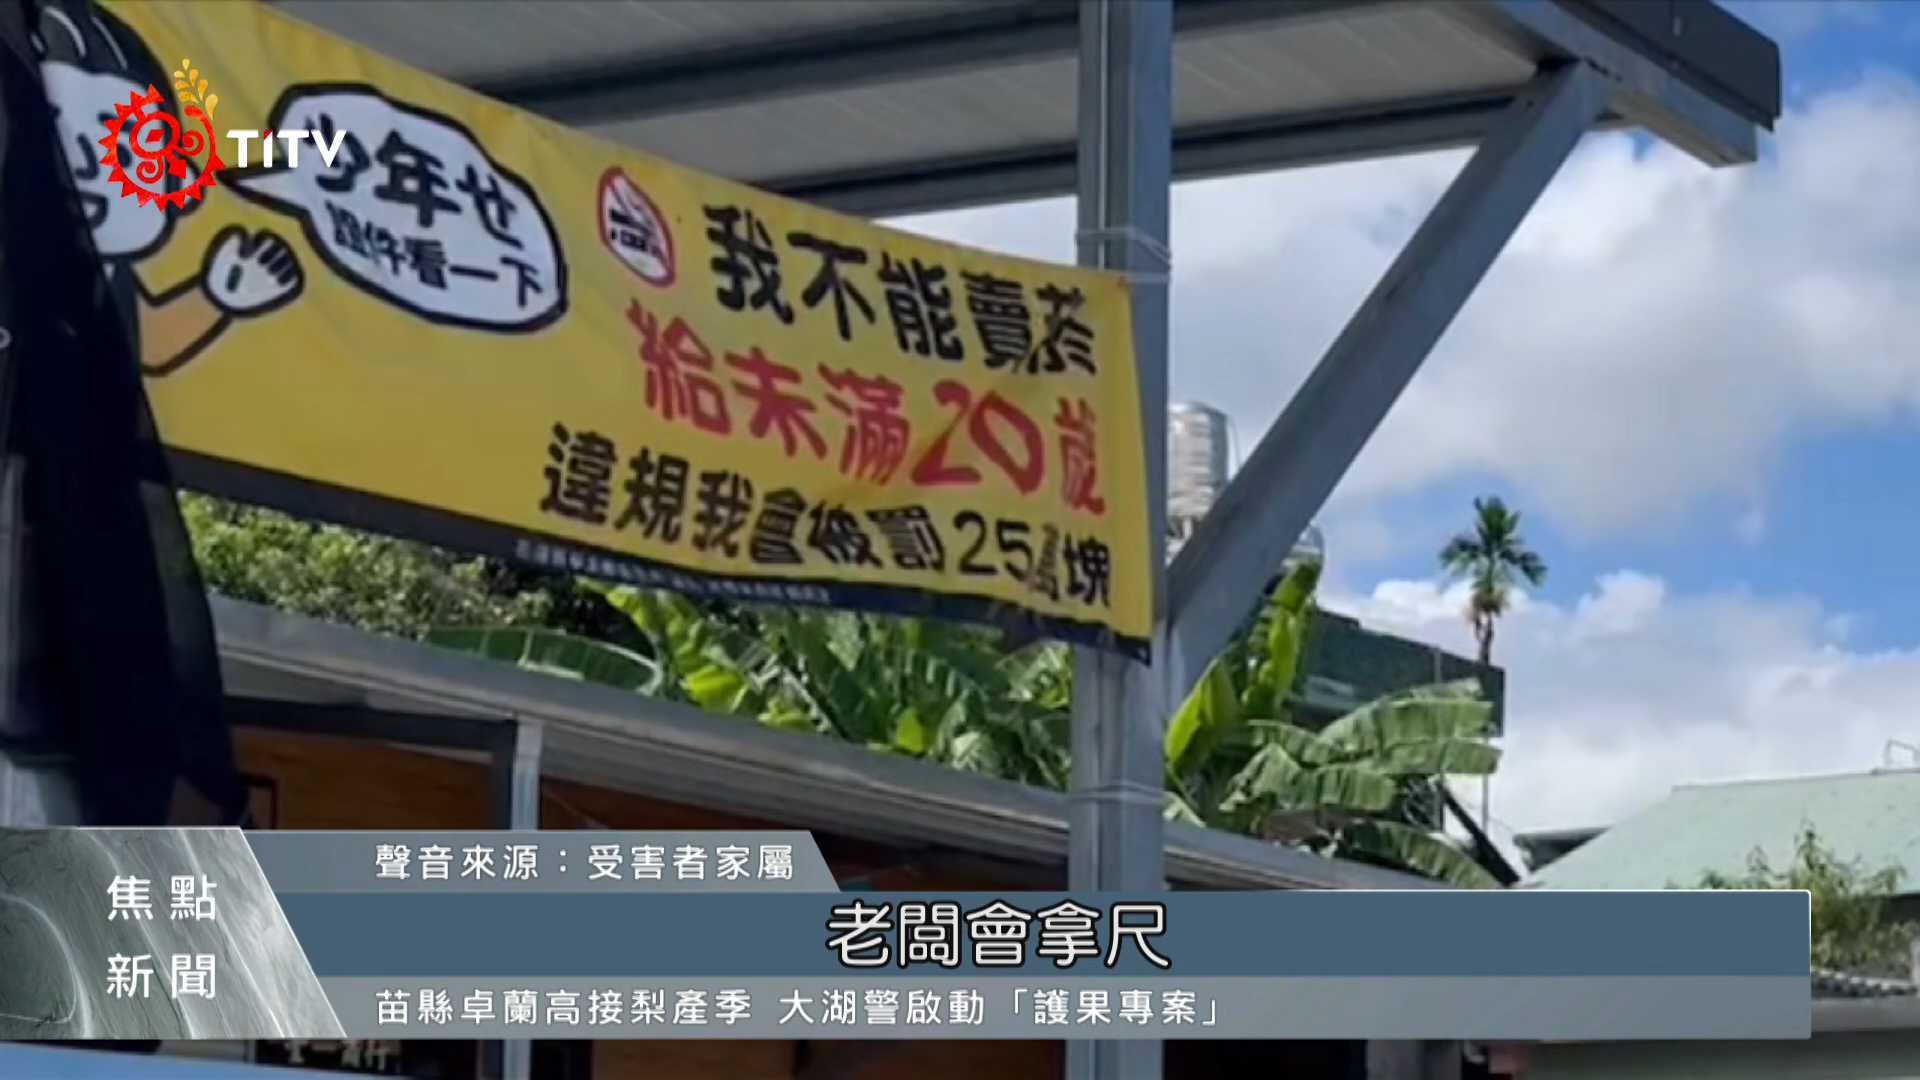 TiTV
少年ㄝ
證件看一下
我不能賣菸
給未滿20歲
違規我會被罰25萬塊
聲音來源：受害者家屬
焦點
新聞
老闆會拿尺
苗縣卓蘭高接梨產季 大湖警啟動「護果專案」